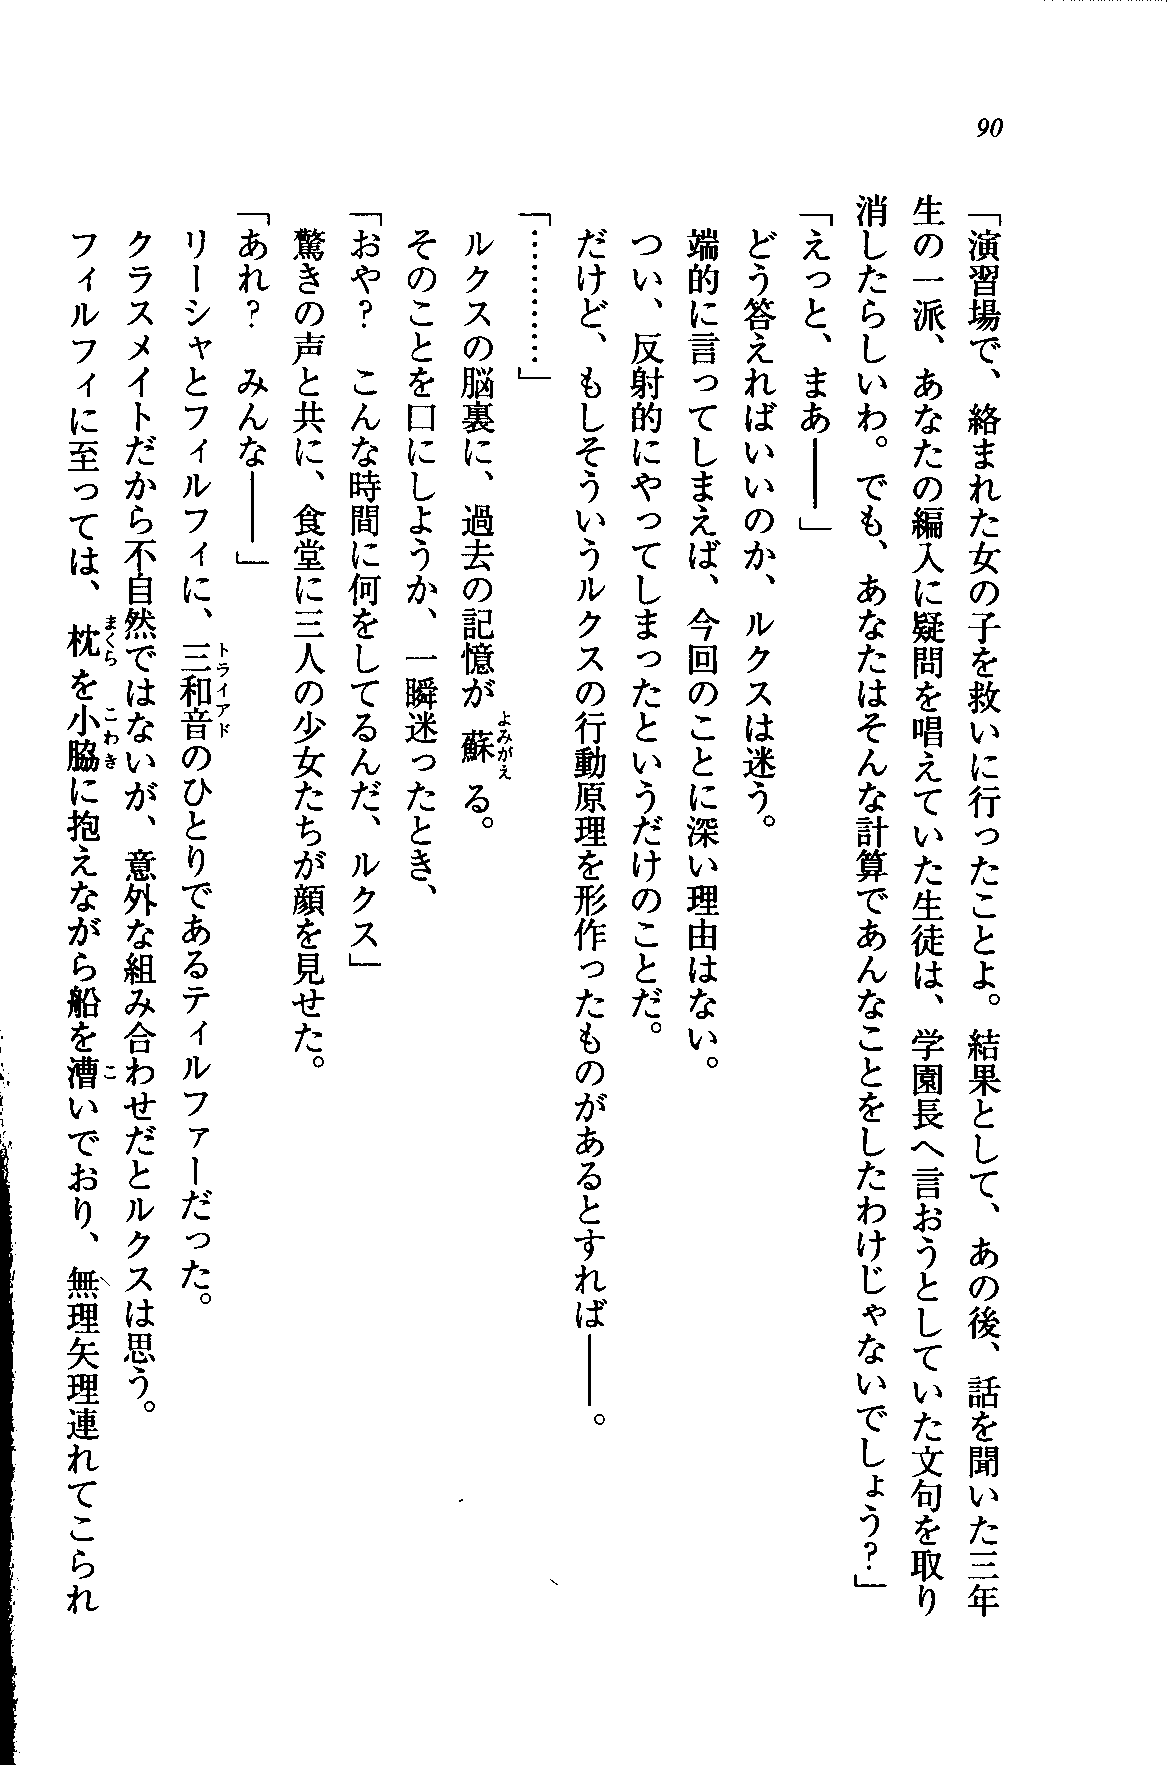 90
「演習場で、絡まれた女の子を救いに行ったことよ。結果として、あの後、話を聞いた三年
生の一派、あなたの編入に疑問を唱えていた生徒は、学園長へ言おうとしていた文句を取り
消したらしいわ。でも、あなたはそんな計算であんなことをしたわけじゃないでしょう？」
「えっと、まあ――」
どう答えればいいのか、ルクスは迷う。
端的に言ってしまえば、今回のことに深い理由はない。
つい、反射的にやってしまったというだけのことだ。
だけど、もしそういうルクスの行動原理を形作ったものがあるとすれば――。
「…………」
ルクスの脳裏に、過去の記憶が蘇る。
そのことを口にしようか、一瞬迷ったとき、
「おや？　こんな時間に何をしてるんだ、ルクス」
驚きの声と共に、食堂に三人の少女たちが顔を見せた。
「あれ？　みんな――」
リーシャとフィルフィに、三和音のひとりであるティルファーだった。
クラスメイトだから不自然ではないが、意外な組み合わせだとルクスは思う。
フィルフィに至っては、枕を小脇に抱えながら船を漕いでおり、無理矢理連れてこられ